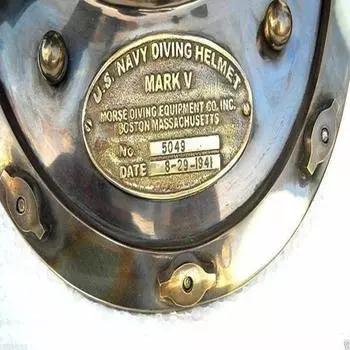 U.S. NAVY DIVING HELMET
MARK V
MORSE DIVING EQUIPMENT CO. INC.
BOSTON MASSACHUSETTS
NO. 5049
DATE 8-29-1941